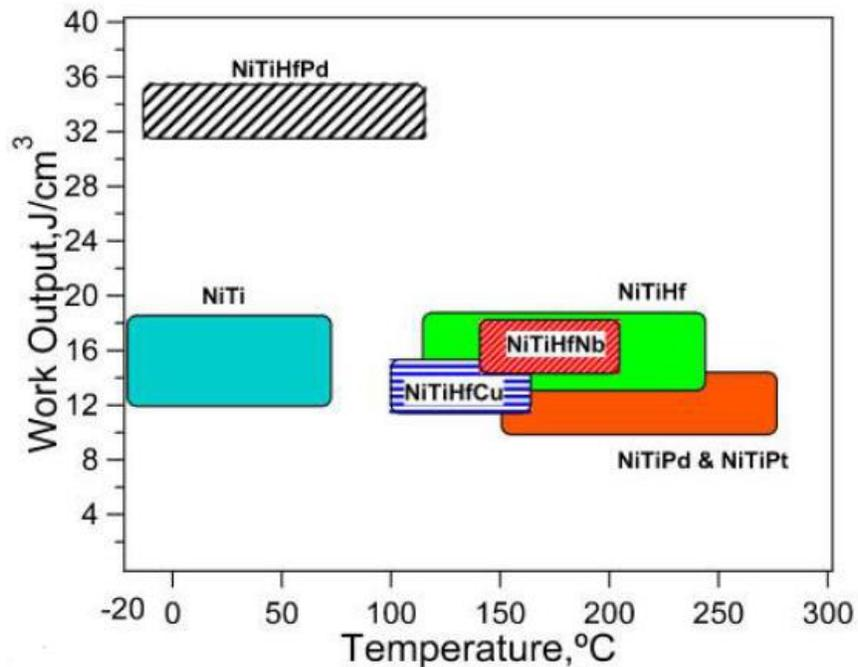 40
36
32
28
24
20
16
12
8
4
Work Output,J/cm3
NiTiHfPd
NiTi
NiTiHf
NiTiHfNb
NiTiHfCu
NiTiPd & NiTiPt
-20 0 50 100 150 200 250 300
Temperature,ºC